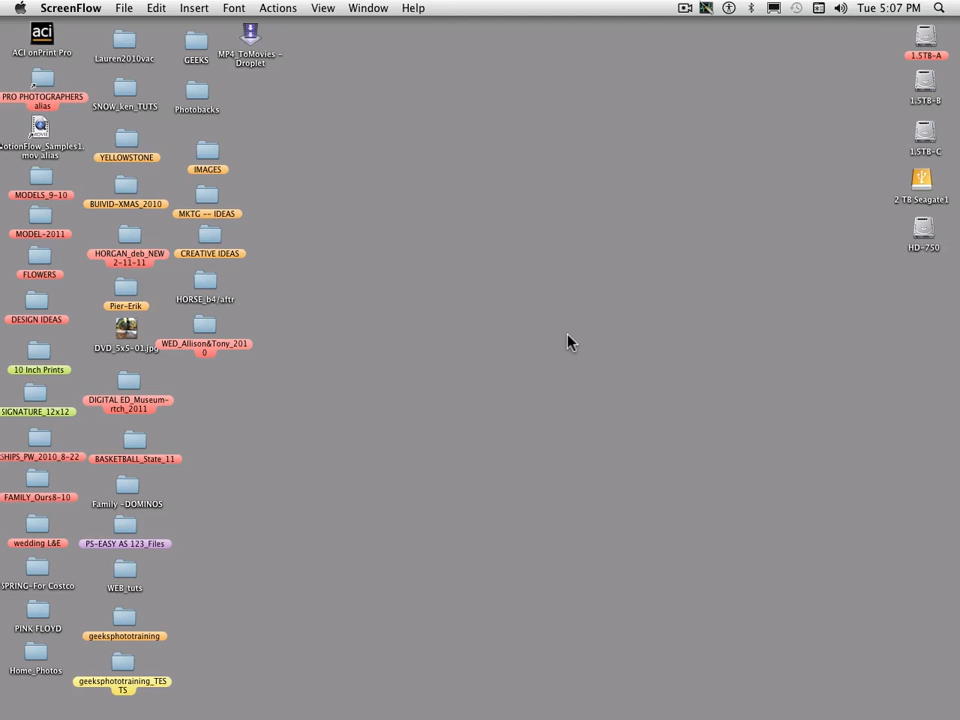 ScreenFlow File Edit Insert Font Actions View Window Help Tue 5:07 PM
aci
ACI onPrint Pro
PRO PHOTOGRAPHERS
alias
otionFlow_Samples1.
mov alias
MODELS_9-10
MODEL-2011
FLOWERS
DESIGN IDEAS
10 Inch Prints
SIGNATURE_12x12
SHIPS_PW_2010_8-22
FAMILY_Ours8-10
wedding L&E
SPRING-For Costco
PINK FLOYD
Home_Photos
Lauren2010vac
SNOW_ken_TUTS
YELLOWSTONE
BUIVID-XMAS_2010
HORGAN_deb_NEW
2-11-11
Pier-Erik
DVD_5x5-01.jpg
DIGITAL ED_Museum-
rtch_2011
BASKETBALL_State_11
Family -DOMINOS
PS-EASY AS 123_Files
WEB_tuts
geeksphototraining
geeksphototraining_TES
TS
GEEKS
Photobacks
IMAGES
MKTG -- IDEAS
CREATIVE IDEAS
HORSE_b4/aftr
WED_Allison&Tony_201
0
MP4_ToMovies -
Droplet
1.5TB-A
1.5TB-B
1.5TB-C
2 TB Seagate1
HD-750